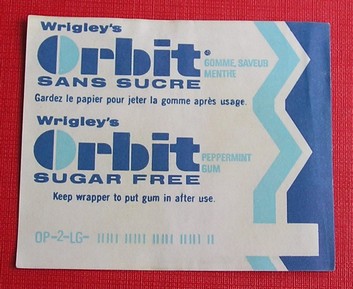 Wrigley's
Orbit
GOMME, SAVEUR
MENTHE
SANS SUCRE
Gardez le papier pour jeter la gomme après usage.
Wrigley's
Orbit
PEPPERMINT
GUM
SUGAR FREE
Keep wrapper to put gum in after use.
OP-2-LG-